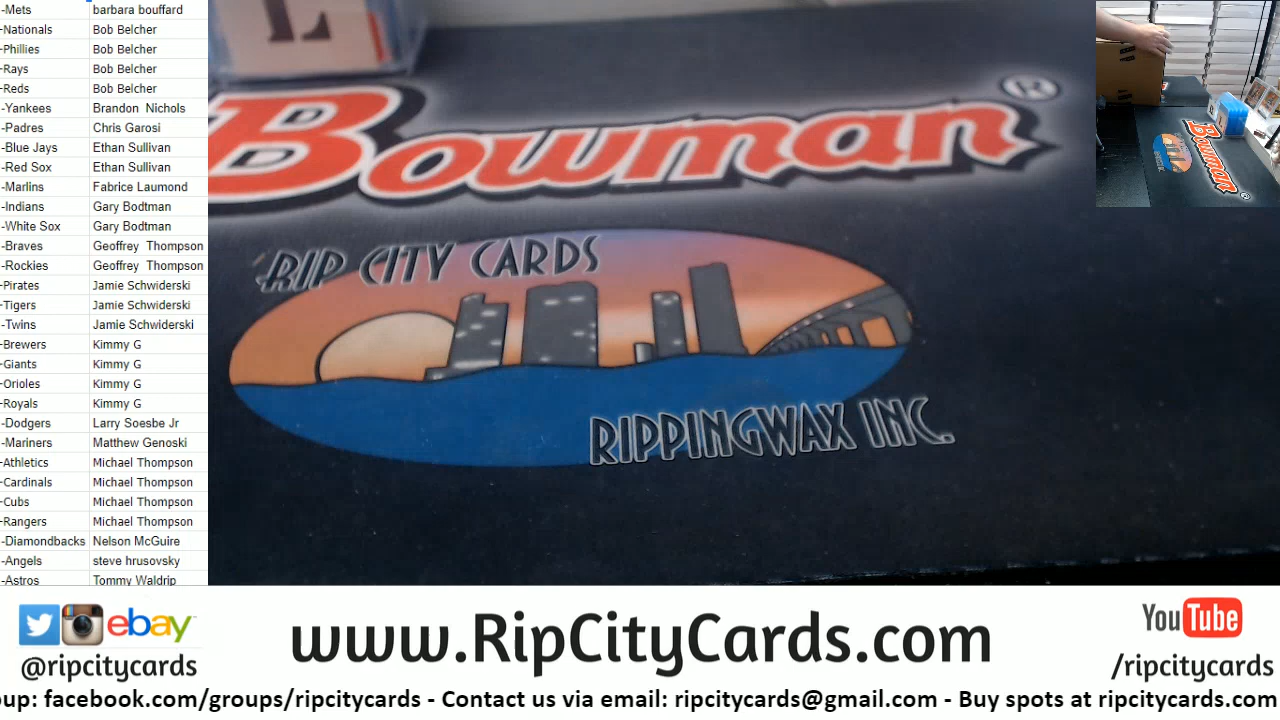 -Mets barbara bouffard
-Nationals Bob Belcher
-Phillies Bob Belcher
-Rays Bob Belcher
-Reds Bob Belcher
-Yankees Brandon Nichols
-Padres Chris Garosi
-Blue Jays Ethan Sullivan
-Red Sox Ethan Sullivan
-Marlins Fabrice Laumond
-Indians Gary Bodtman
-White Sox Gary Bodtman
-Braves Geoffrey Thompson
-Rockies Geoffrey Thompson
-Pirates Jamie Schwiderski
-Tigers Jamie Schwiderski
-Twins Jamie Schwiderski
-Brewers Kimmy G
-Giants Kimmy G
-Orioles Kimmy G
-Royals Kimmy G
-Dodgers Larry Soesbe Jr
-Mariners Matthew Genoski
-Athletics Michael Thompson
-Cardinals Michael Thompson
-Cubs Michael Thompson
-Rangers Michael Thompson
-Diamondbacks Nelson McGuire
-Angels steve hrusovsky
-Astros Tommy Waldrip
Bowman®
RIP CITY CARDS
RIPPINGWAX INC.
Bowman®
ebay™
@ripcitycards
www.RipCityCards.com
YouTube
/ripcitycards
oup: facebook.com/groups/ripcitycards - Contact us via email: ripcitycards@gmail.com - Buy spots at ripcitycards.com